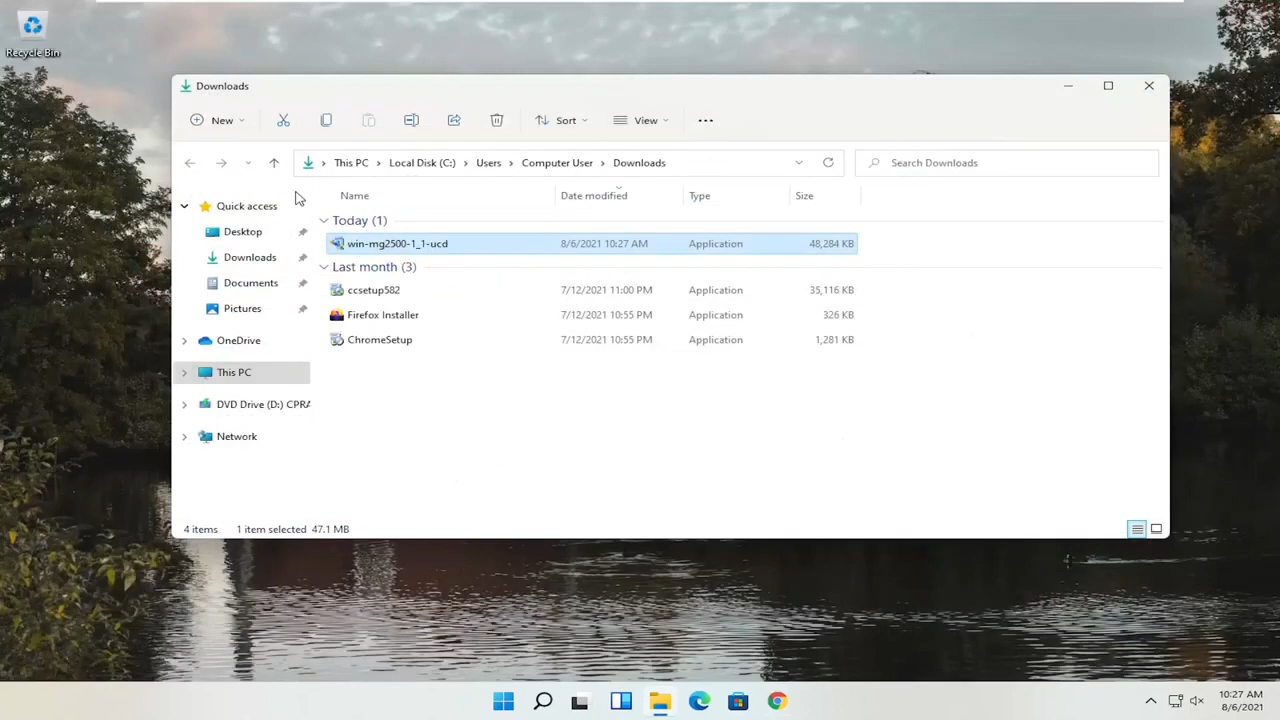 Recycle Bin
Downloads
New
Sort
View
This PC > Local Disk (C:) > Users > Computer User > Downloads
Search Downloads
Name Date modified Type Size
Quick access
Desktop
Downloads
Documents
Pictures
OneDrive
This PC
DVD Drive (D:) CPRA
Network
Today (1)
win-mg2500-1_1-ucd 8/6/2021 10:27 AM Application 48,284 KB
Last month (3)
ccsetup582 7/12/2021 11:00 PM Application 35,116 KB
Firefox Installer 7/12/2021 10:55 PM Application 326 KB
ChromeSetup 7/12/2021 10:55 PM Application 1,281 KB
4 items 1 item selected 47.1 MB
10:27 AM
8/6/2021